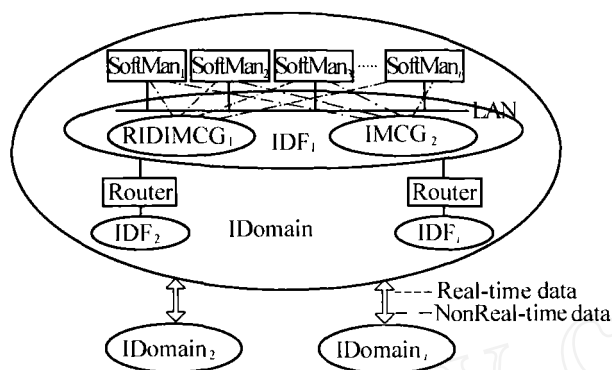 SoftMan₁ SoftMan₂ SoftMan₃ ...... SoftManᵢ
LAN
RIDIMCG₁ IDF₁ IMCG₂
Router Router
IDF₂ IDomain IDFᵢ
Real-time data
NonReal-time data
IDomain₂ IDomainᵢ